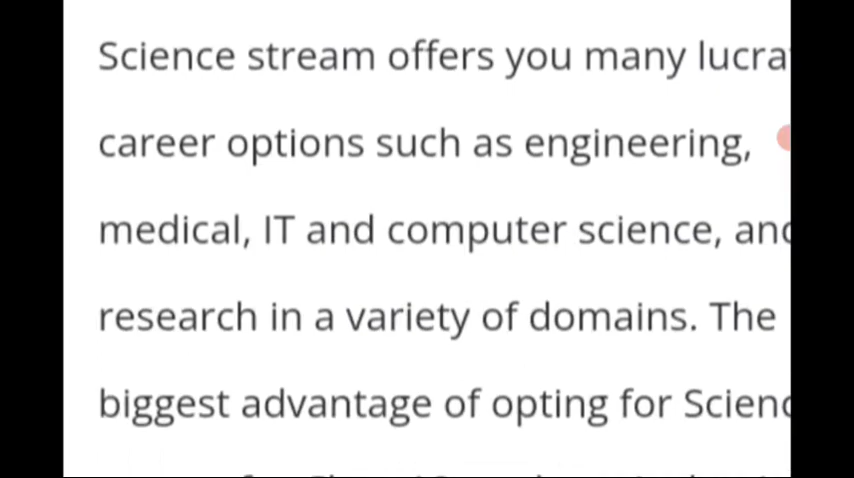 Science stream offers you many lucra
career options such as engineering,
medical, IT and computer science, and
research in a variety of domains. The
biggest advantage of opting for Scienc